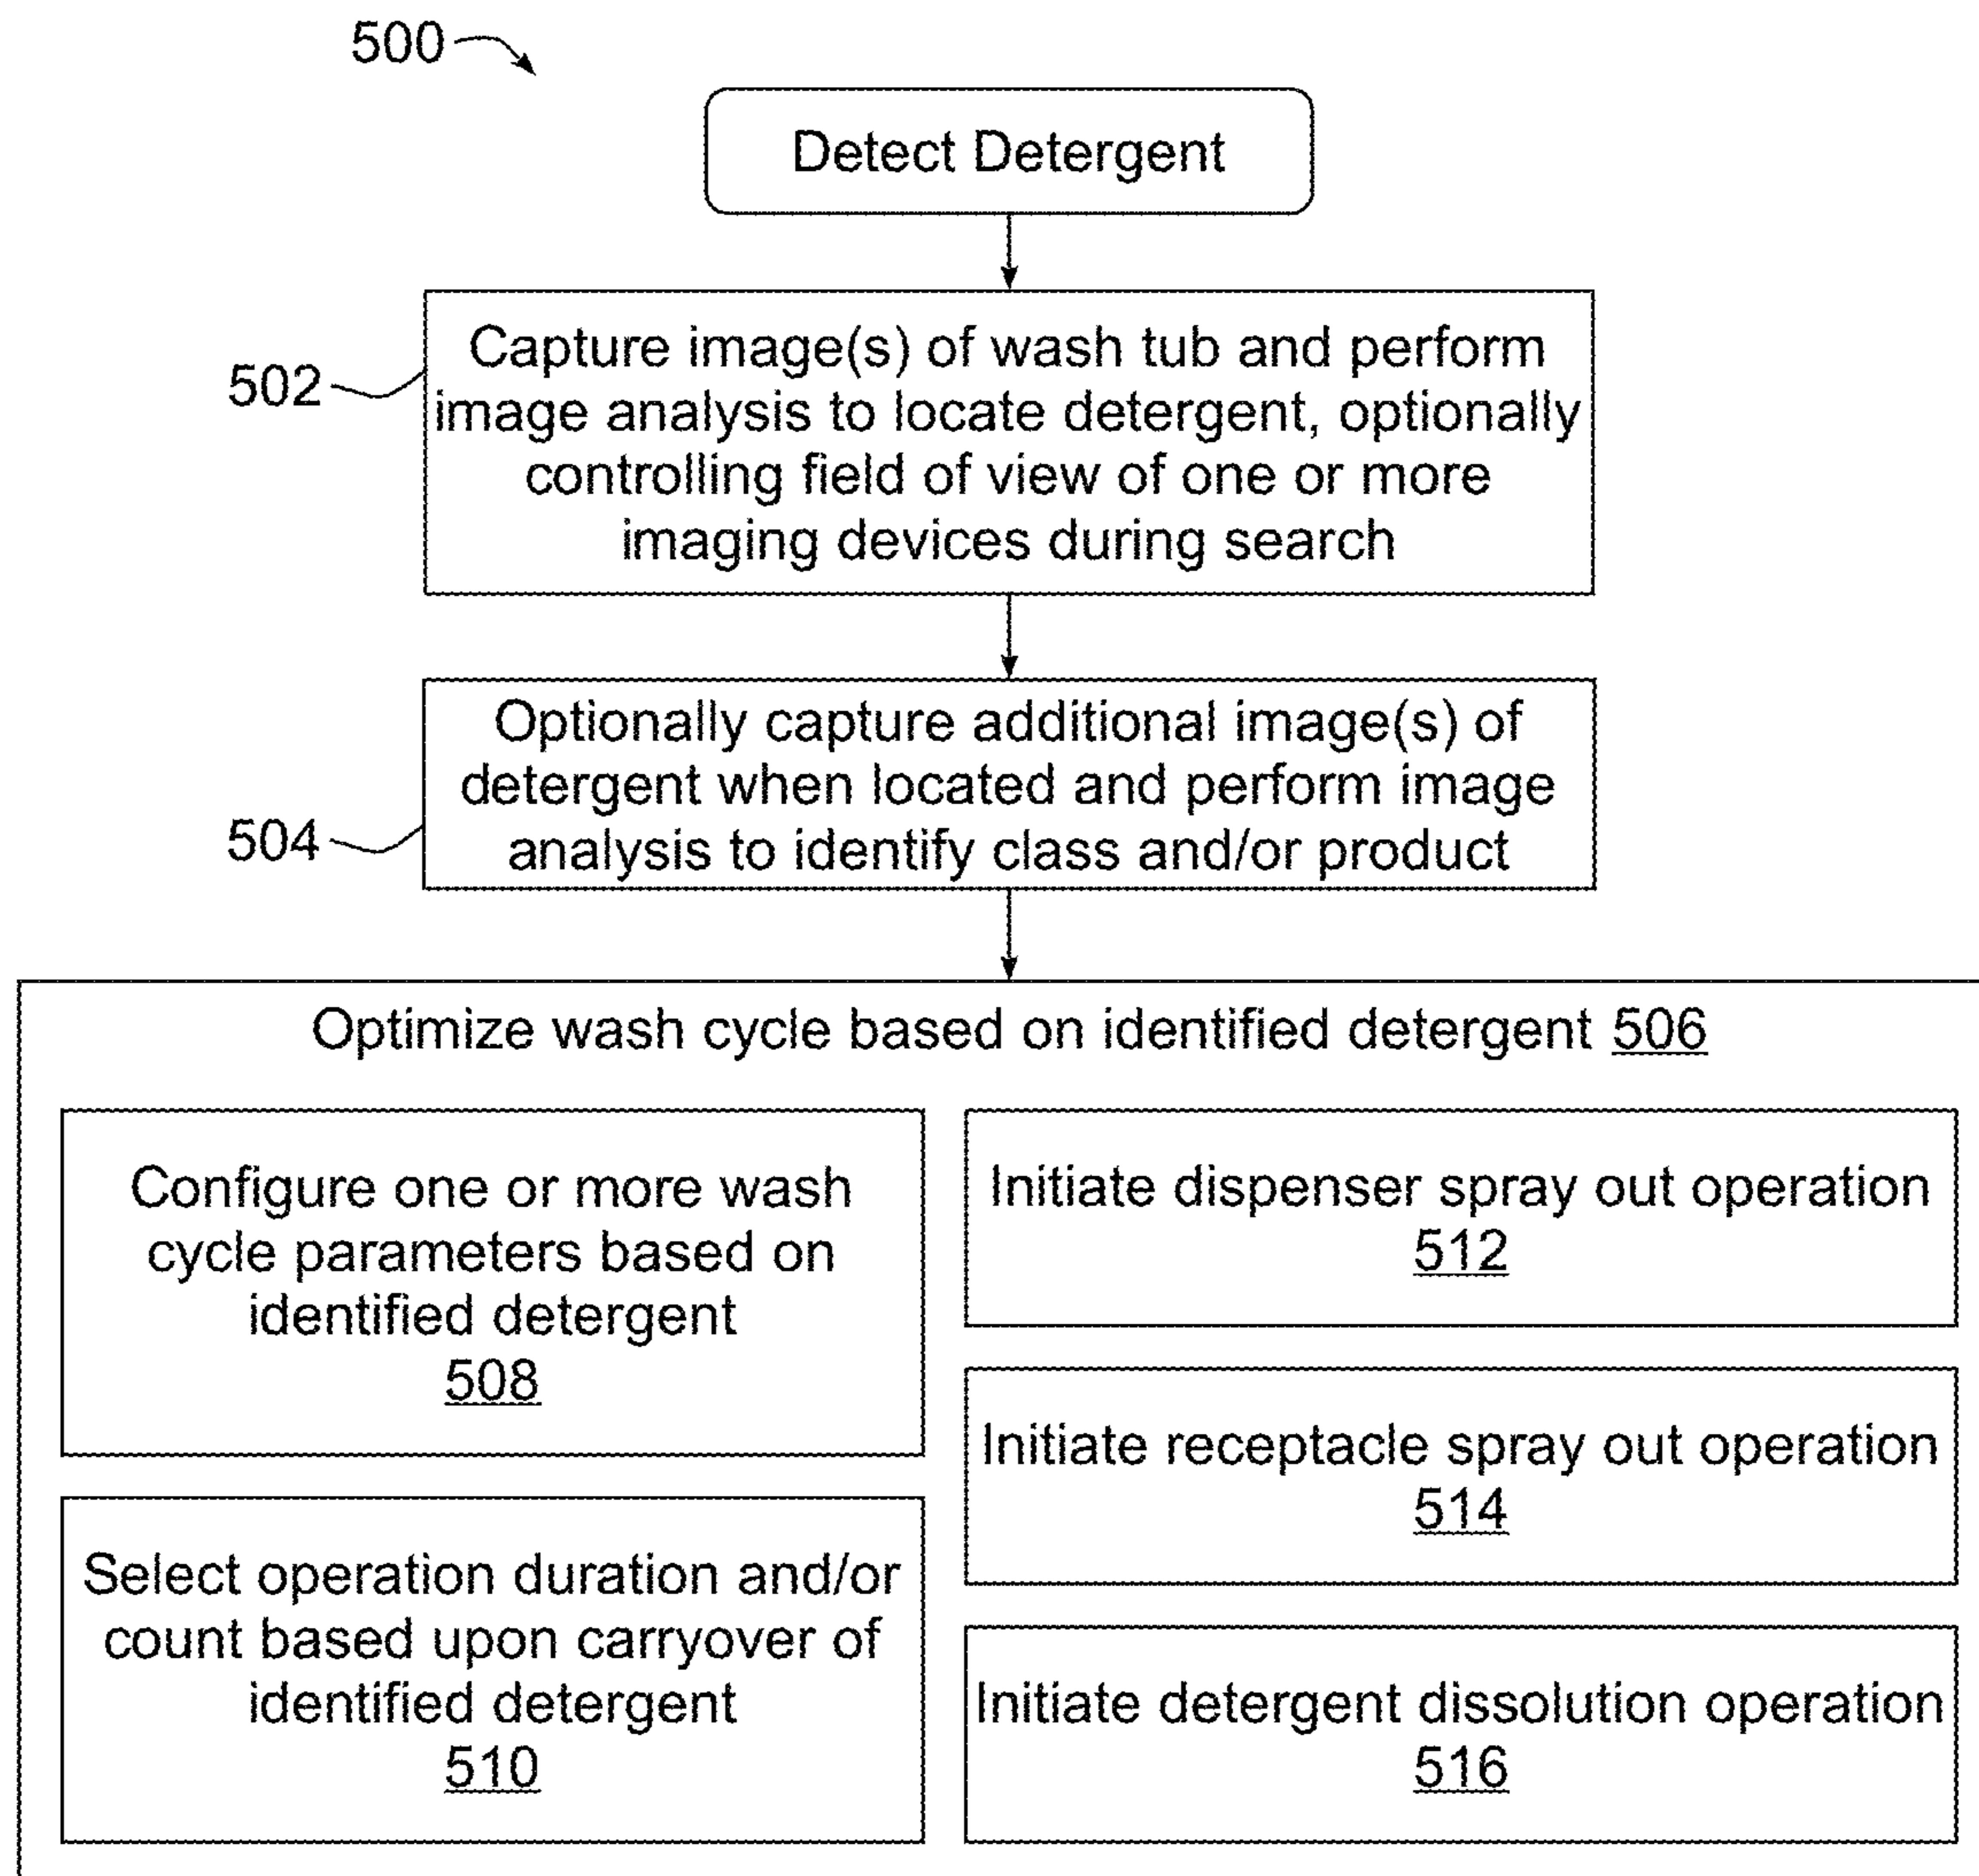 500
Detect Detergent
502
Capture image(s) of wash tub and perform
image analysis to locate detergent, optionally
controlling field of view of one or more
imaging devices during search
504
Optionally capture additional image(s) of
detergent when located and perform image
analysis to identify class and/or product
Optimize wash cycle based on identified detergent 506
Configure one or more wash
cycle parameters based on
identified detergent
508
Select operation duration and/or
count based upon carryover of
identified detergent
510
Initiate dispenser spray out operation
512
Initiate receptacle spray out operation
514
Initiate detergent dissolution operation
516